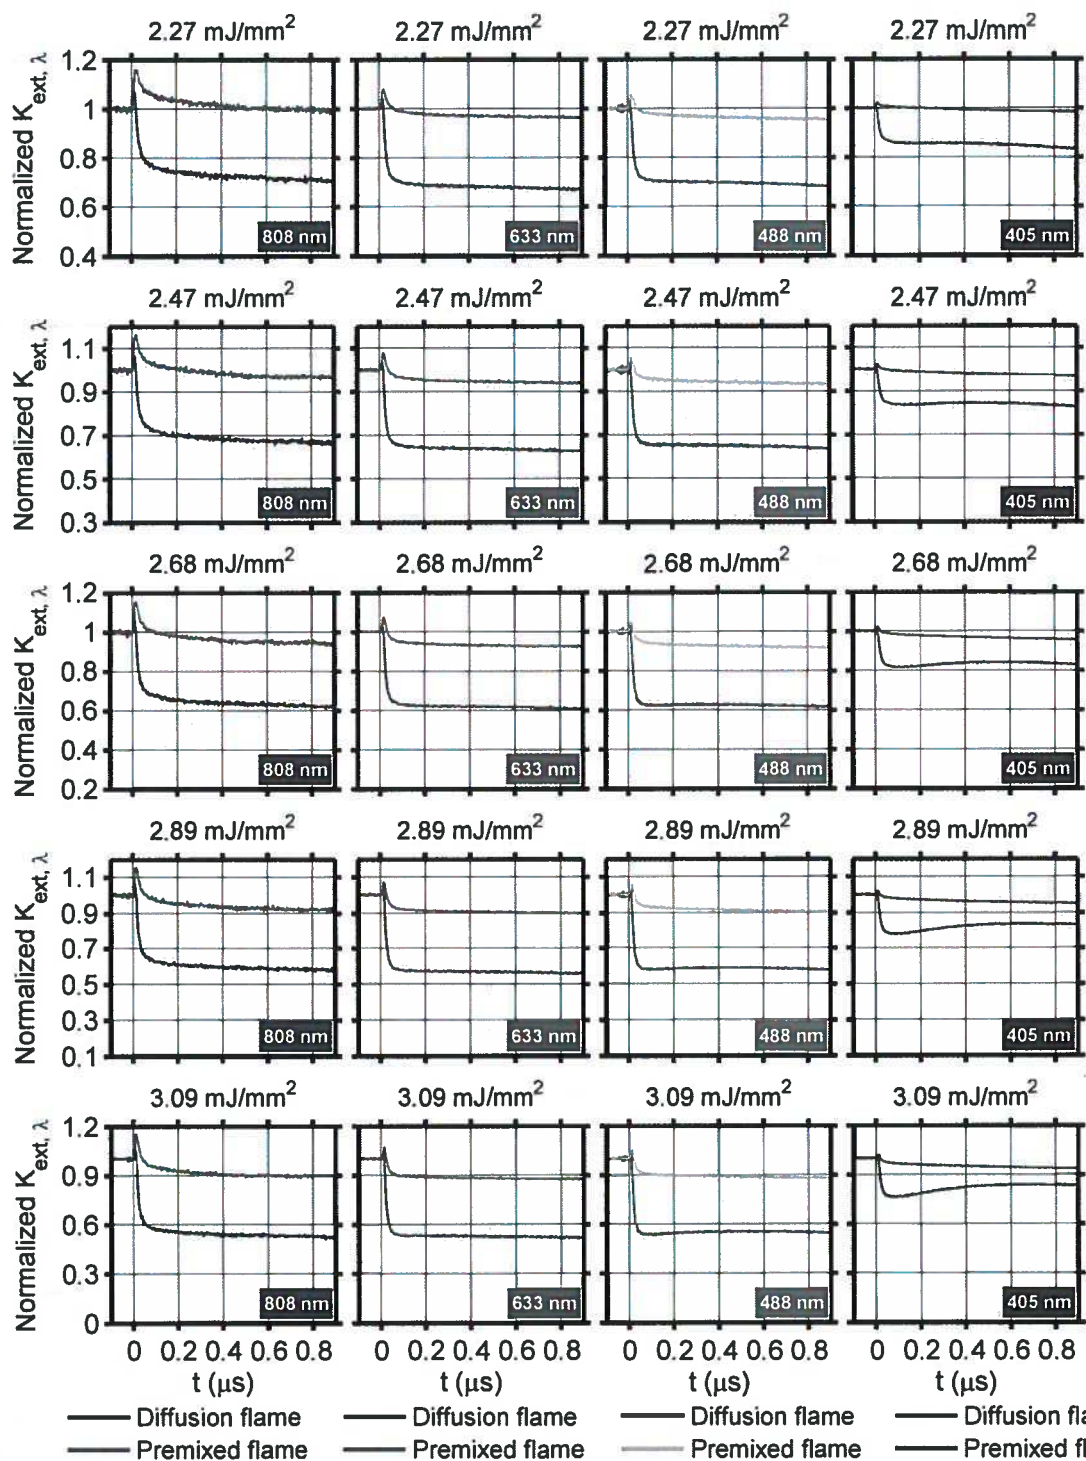 2.27 mJ/mm² 2.27 mJ/mm² 2.27 mJ/mm² 2.27 mJ/mm²
Normalized K_ext, λ
1.2
1
0.8
0.6
0.4
808 nm 633 nm 488 nm 405 nm
2.47 mJ/mm² 2.47 mJ/mm² 2.47 mJ/mm² 2.47 mJ/mm²
Normalized K_ext, λ
1.1
0.9
0.7
0.5
0.3
808 nm 633 nm 488 nm 405 nm
2.68 mJ/mm² 2.68 mJ/mm² 2.68 mJ/mm² 2.68 mJ/mm²
Normalized K_ext, λ
1.2
1
0.8
0.6
0.4
0.2
808 nm 633 nm 488 nm 405 nm
2.89 mJ/mm² 2.89 mJ/mm² 2.89 mJ/mm² 2.89 mJ/mm²
Normalized K_ext, λ
1.1
0.9
0.7
0.5
0.3
0.1
808 nm 633 nm 488 nm 405 nm
3.09 mJ/mm² 3.09 mJ/mm² 3.09 mJ/mm² 3.09 mJ/mm²
Normalized K_ext, λ
1.2
0.9
0.6
0.3
0
808 nm 633 nm 488 nm 405 nm
0 0.2 0.4 0.6 0.8 0 0.2 0.4 0.6 0.8 0 0.2 0.4 0.6 0.8 0 0.2 0.4 0.6 0.8
t (μs) t (μs) t (μs) t (μs)
Diffusion flame Diffusion flame Diffusion flame Diffusion fla
Premixed flame Premixed flame Premixed flame Premixed fl